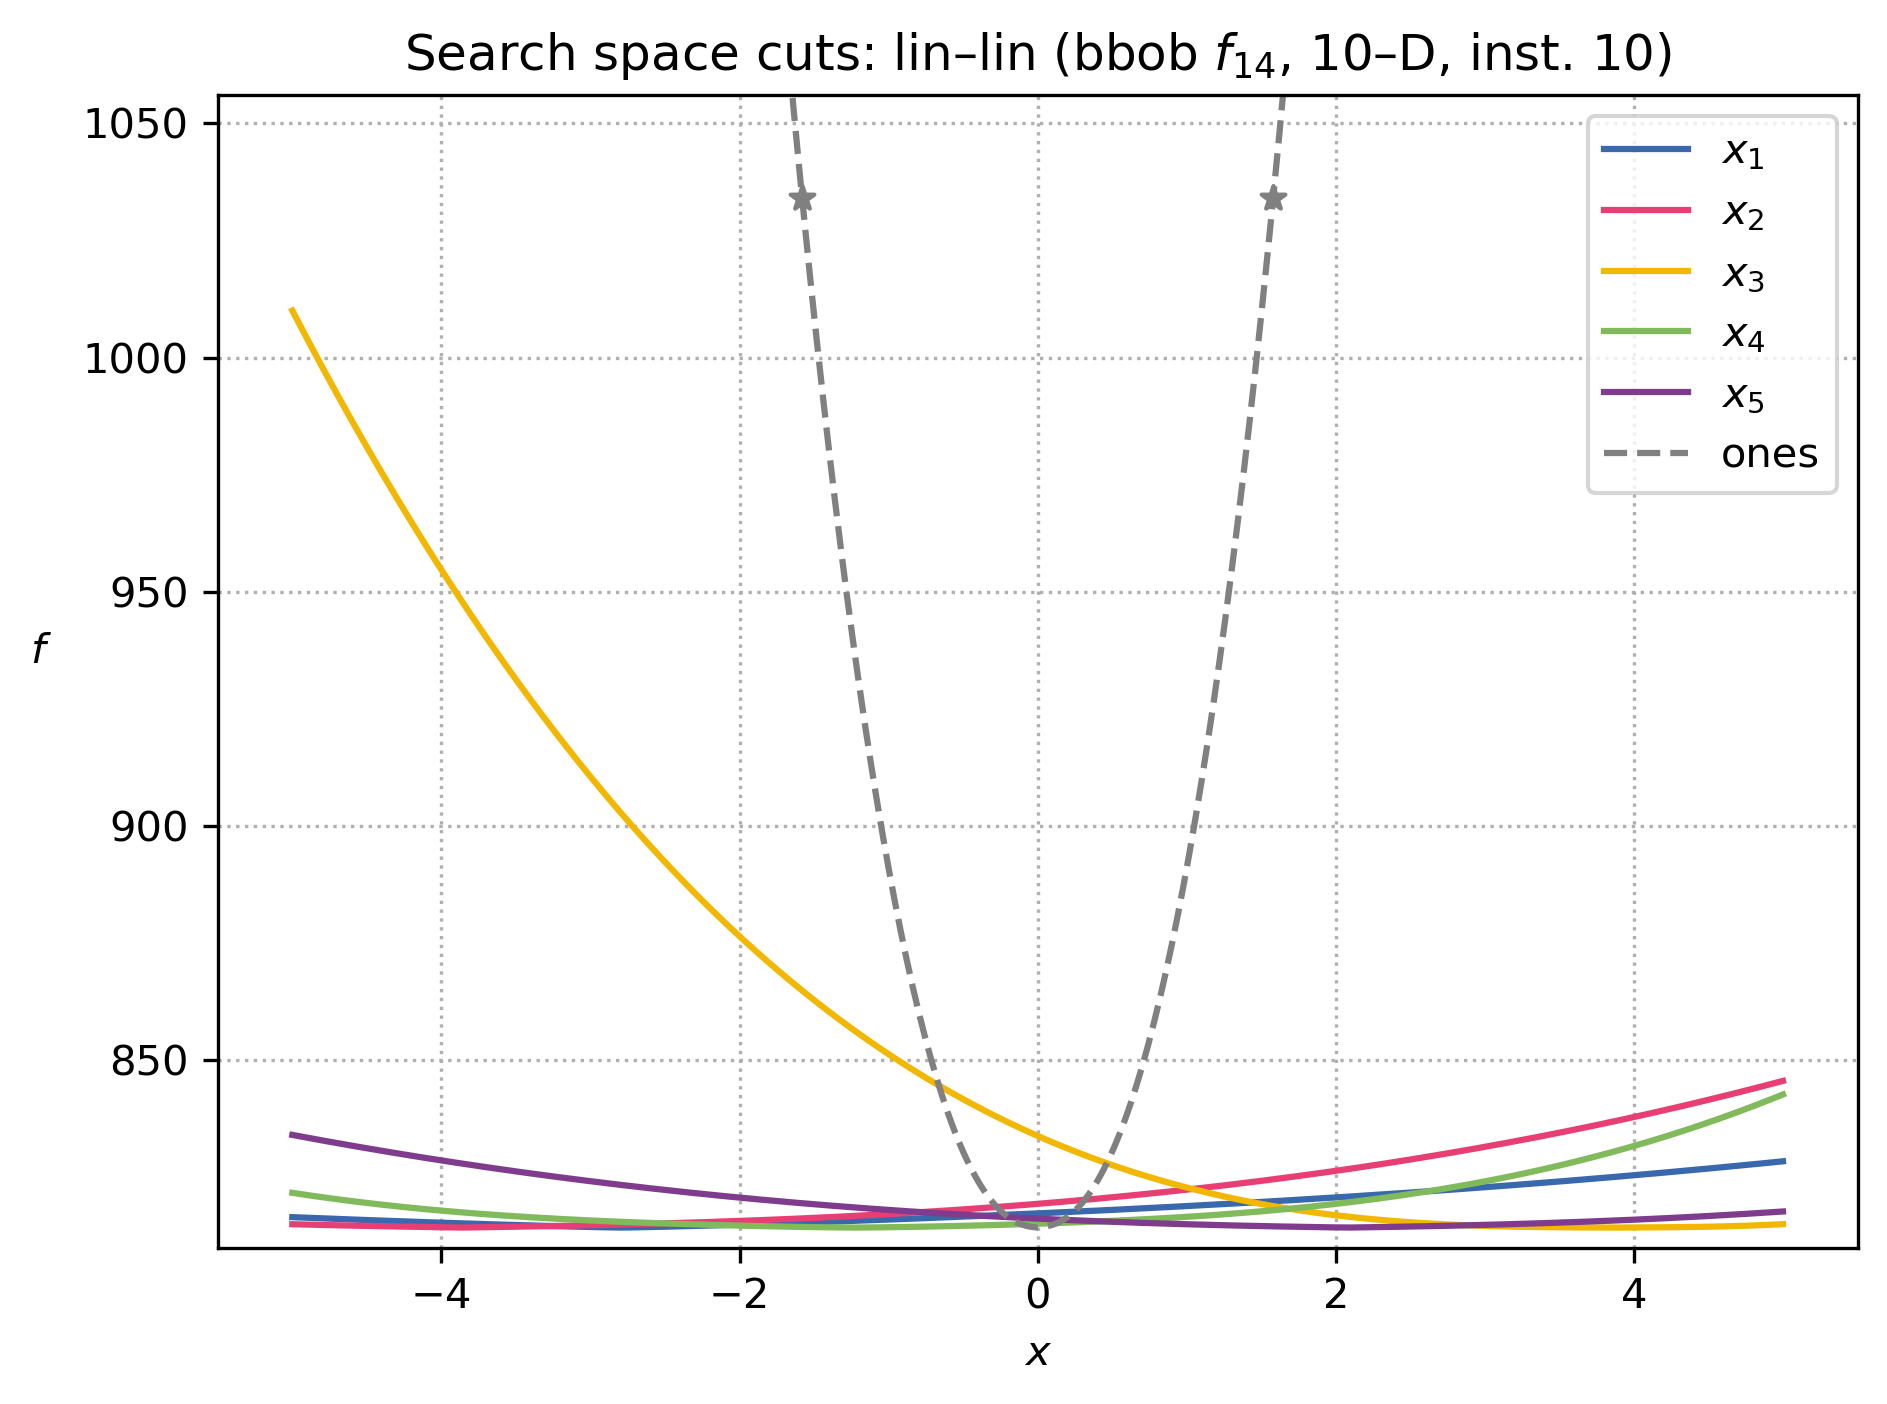 Search space cuts: lin–lin (bbob f14, 10–D, inst. 10)
1050
1000
950
900
850
f
−4
−2
0
2
4
x
x1
x2
x3
x4
x5
ones